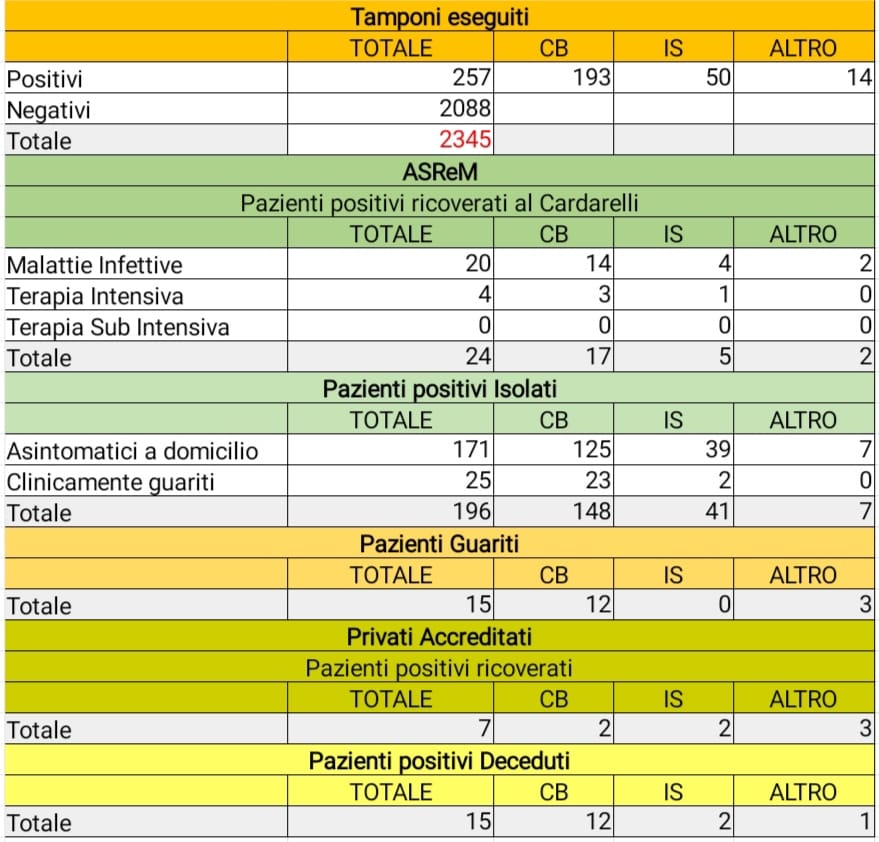 Tamponi eseguiti
TOTALE CB IS ALTRO
Positivi 257 193 50 14
Negativi 2088
Totale 2345
ASReM
Pazienti positivi ricoverati al Cardarelli
TOTALE CB IS ALTRO
Malattie Infettive 20 14 4 2
Terapia Intensiva 4 3 1 0
Terapia Sub Intensiva 0 0 0 0
Totale 24 17 5 2
Pazienti positivi Isolati
TOTALE CB IS ALTRO
Asintomatici a domicilio 171 125 39 7
Clinicamente guariti 25 23 2 0
Totale 196 148 41 7
Pazienti Guariti
TOTALE CB IS ALTRO
Totale 15 12 0 3
Privati Accreditati
Pazienti positivi ricoverati
TOTALE CB IS ALTRO
Totale 7 2 2 3
Pazienti positivi Deceduti
TOTALE CB IS ALTRO
Totale 15 12 2 1